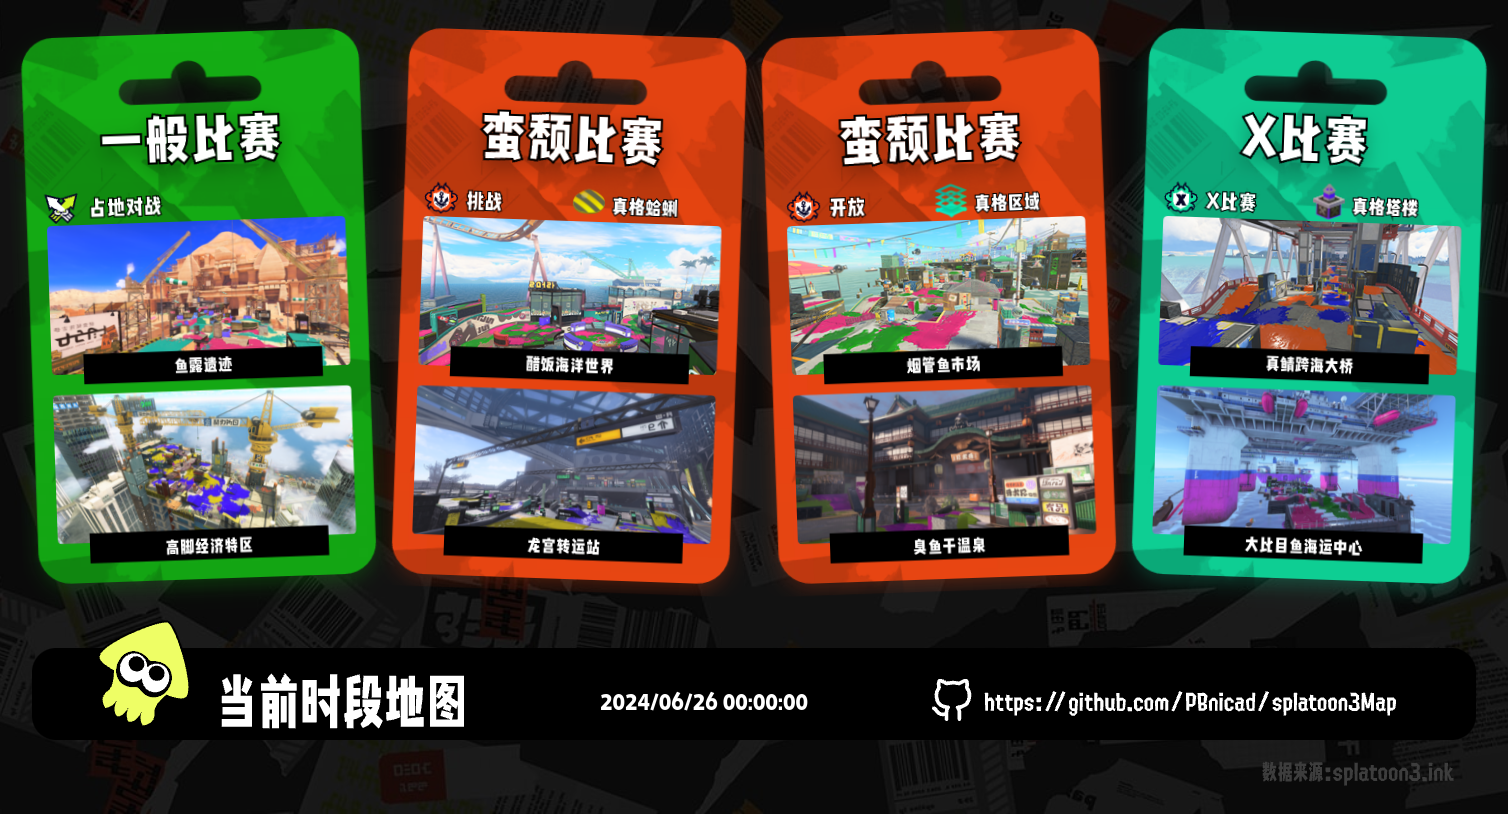 一般比赛
占地对战
鱼露遗迹
高脚经济特区
蛮颓比赛
挑战
真格蛤蜊
醋饭海洋世界
龙宫转运站
蛮颓比赛
开放
真格区域
烟管鱼市场
臭鱼干温泉
X比赛
X比赛
真格塔楼
真鲭跨海大桥
大比目鱼海运中心
当前时段地图
2024/06/26 00:00:00
https://github.com/PBnicad/splatoon3Map
数据来源:splatoon3.ink